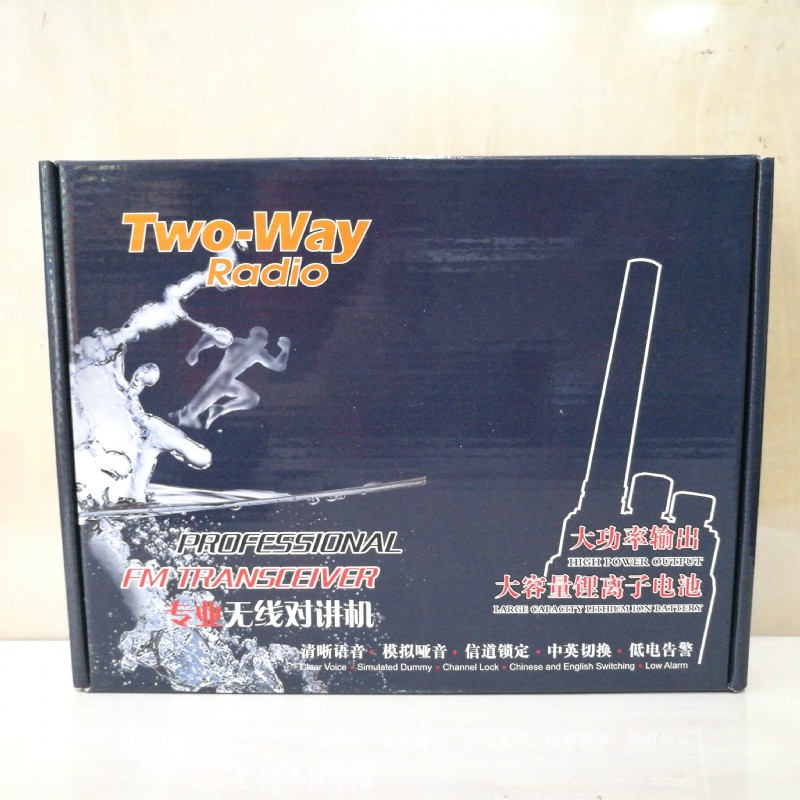 Two-Way
Radio
PROFESSIONAL
FM TRANSCEIVER
专业无线对讲机
大功率输出
HIGH POWER OUTPUT
大容量锂离子电池
LARGE CAPACITY LITHIUM ION BATTERY
清晰语音・模拟哑音・信道锁定・中英切换・低电告警
Clear Voice・Simulated Dummy・Channel Lock・Chinese and English Switching・Low Alarm